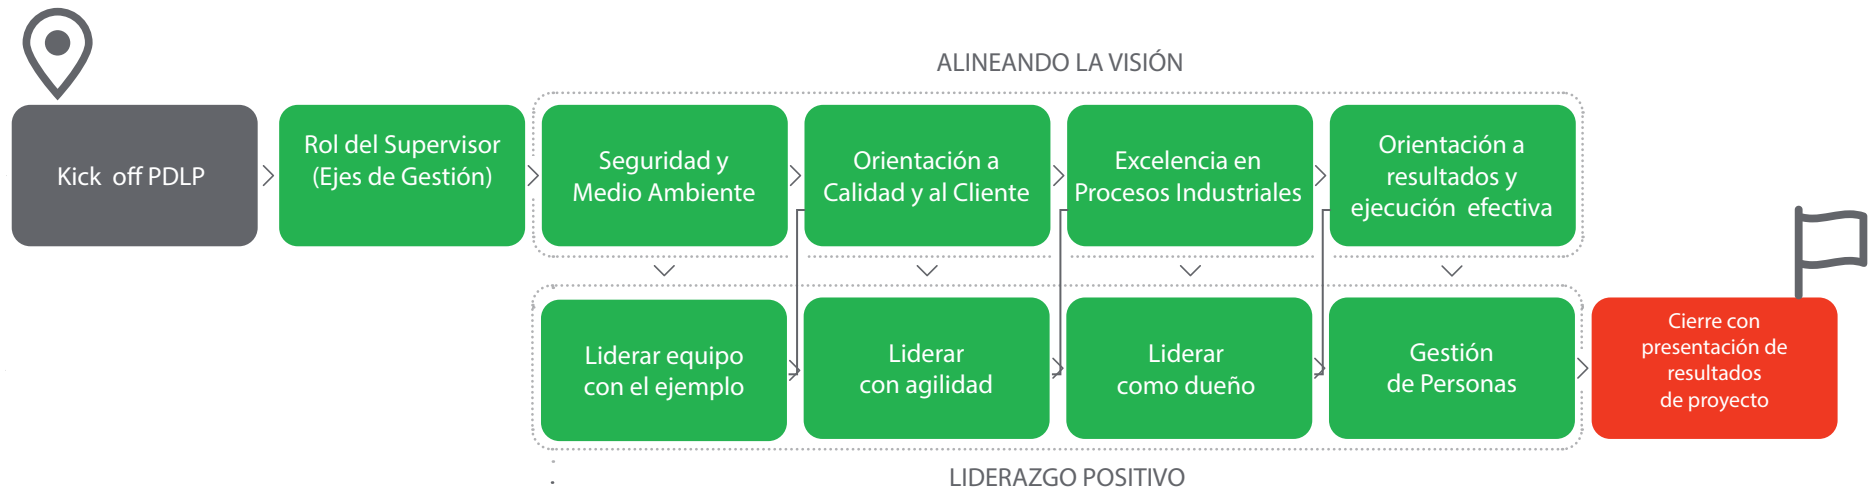 ALINEANDO LA VISIÓN
Kick off PDLP
Rol del Supervisor
(Ejes de Gestión)
Seguridad y
Medio Ambiente
Orientación a
Calidad y al Cliente
Excelencia en
Procesos Industriales
Orientación a
resultados y
ejecución efectiva
Liderar equipo
con el ejemplo
Liderar
con agilidad
Liderar
como dueño
Gestión
de Personas
Cierre con
presentación de
resultados
de proyecto
LIDERAZGO POSITIVO